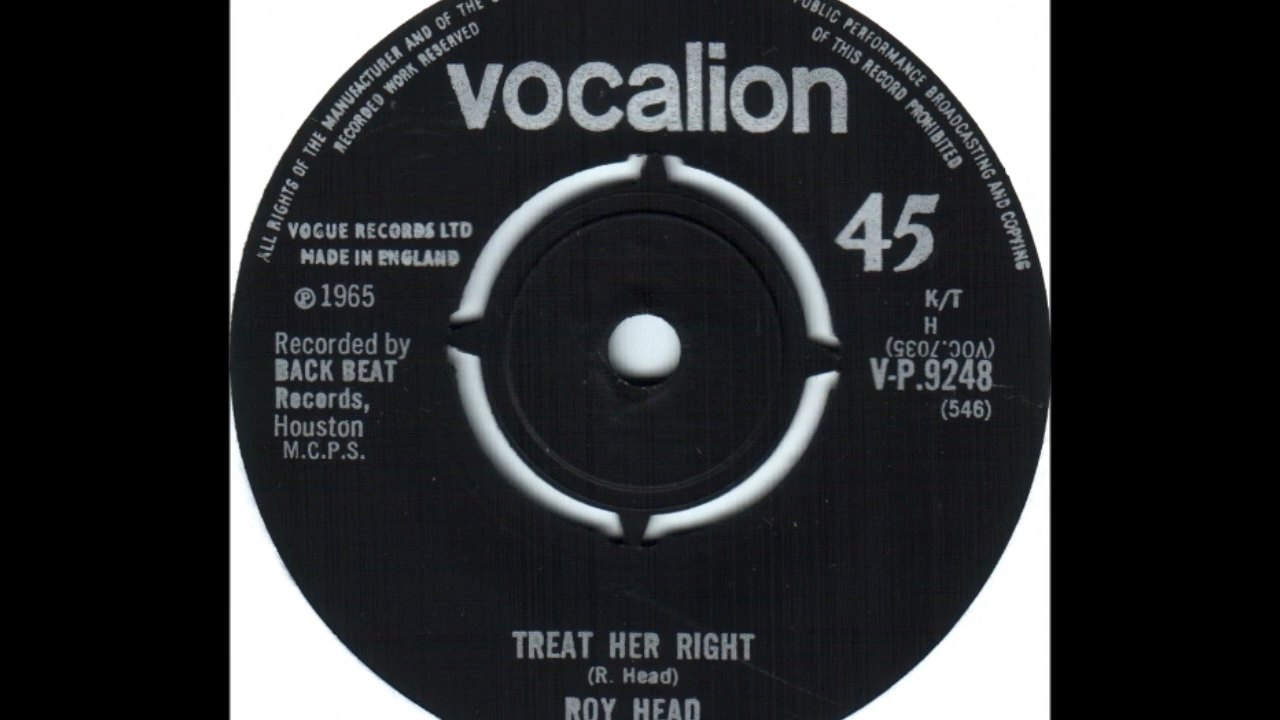 ALL RIGHTS OF THE MANUFACTURER AND OF THE
RECORDED WORK RESERVED
PUBLIC PERFORMANCE BROADCASTING AND COPYING
OF THIS RECORD PROHIBITED
vocalion
VOGUE RECORDS LTD
MADE IN ENGLAND
℗ 1965
Recorded by
BACK BEAT
Records,
Houston
M.C.P.S.
45
K/T
H
(VOC.7035)
V-P.9248
(546)
TREAT HER RIGHT
(R. Head)
ROY HEAD